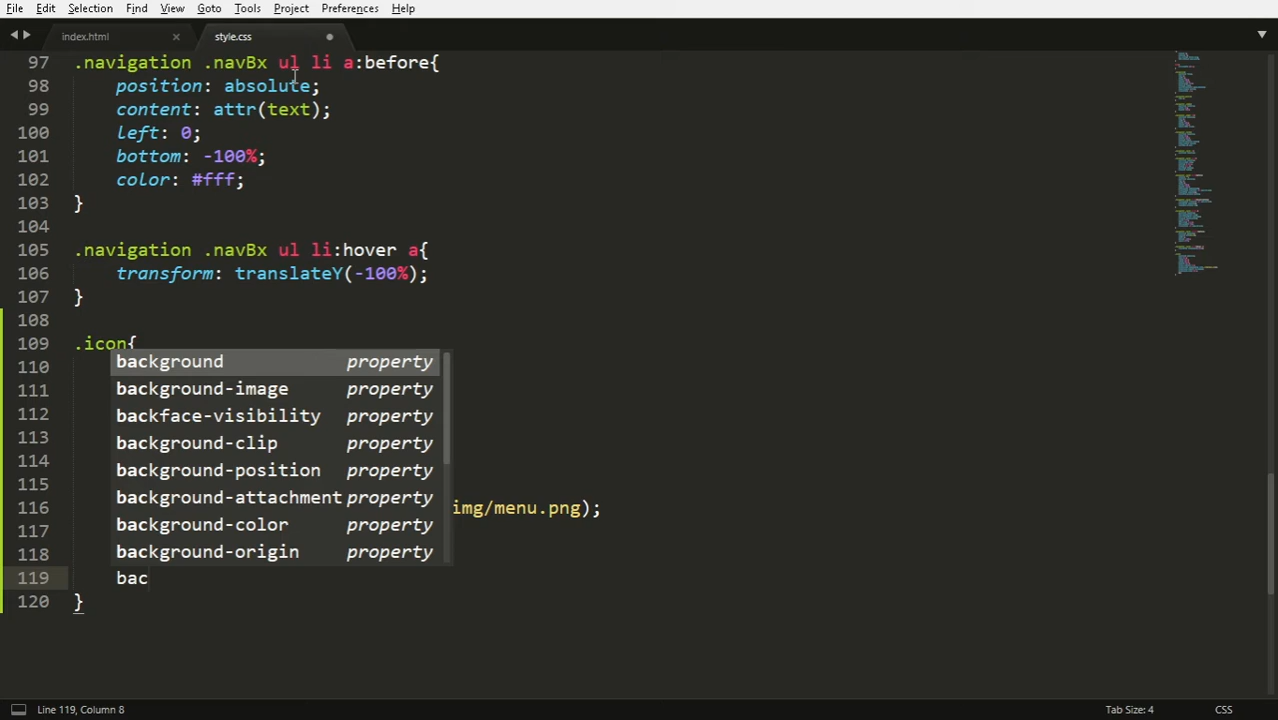 File Edit Selection Find View Goto Tools Project Preferences Help
index.html × style.css
97 .navigation .navBx ul li a:before{
98 position: absolute;
99 content: attr(text);
100 left: 0;
101 bottom: -100%;
102 color: #fff;
103 }
104
105 .navigation .navBx ul li:hover a{
106 transform: translateY(-100%);
107 }
108
109 .icon{
110 background property
111 background-image property
112 backface-visibility property
113 background-clip property
114 background-position property
115 background-attachment property
116 img/menu.png);
117 background-color property
118 background-origin property
119 bac
120 }
Line 119, Column 8 Tab Size: 4 CSS